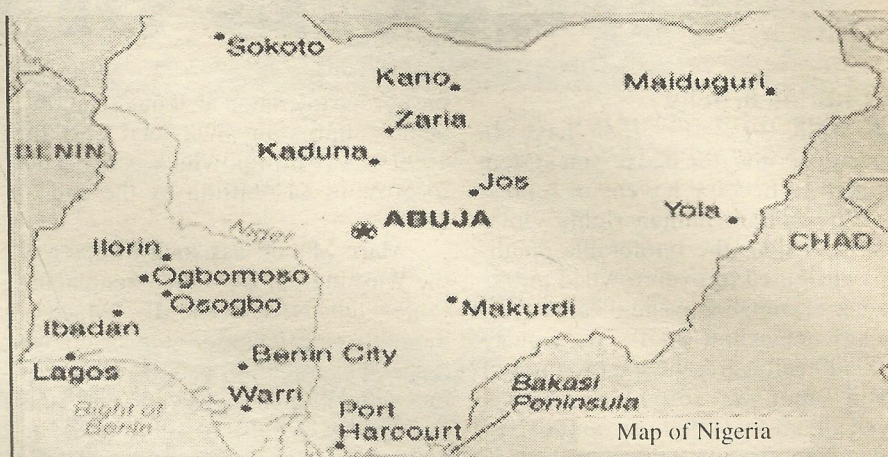 Sokoto
Kano
Maiduguri
Zaria
BENIN
Kaduna
Jos
Yola
ABUJA
Niger
CHAD
Ilorin
Ogbomoso
Osogbo
Makurdi
Ibadan
Lagos
Benin City
Bakasi
Poninsula
Warri
Bight of
Benin
Port
Harcourt
Map of Nigeria